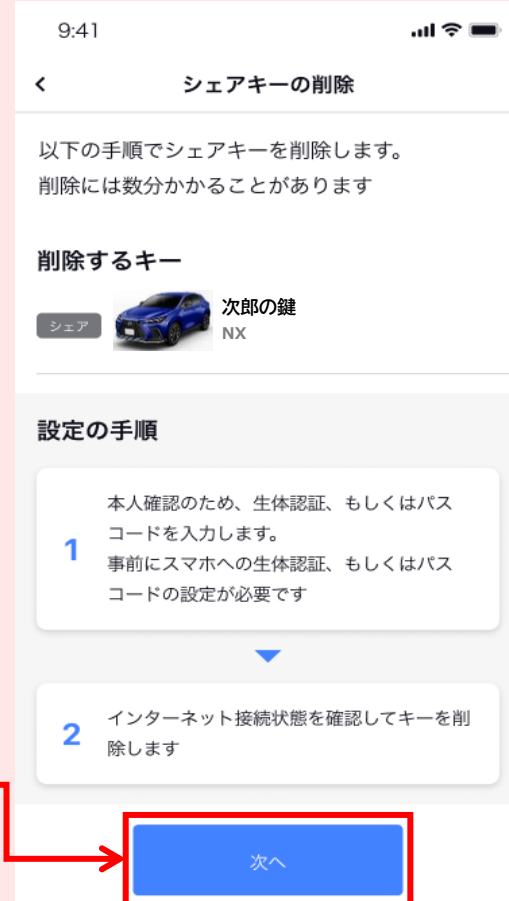 9:41
シェアキーの削除
以下の手順でシェアキーを削除します。
削除には数分かかることがあります
削除するキー
シェア
次郎の鍵
NX
設定の手順
1
本人確認のため、生体認証、もしくはパス
コードを入力します。
事前にスマホへの生体認証、もしくはパス
コードの設定が必要です
2
インターネット接続状態を確認してキーを削
除します
次へ